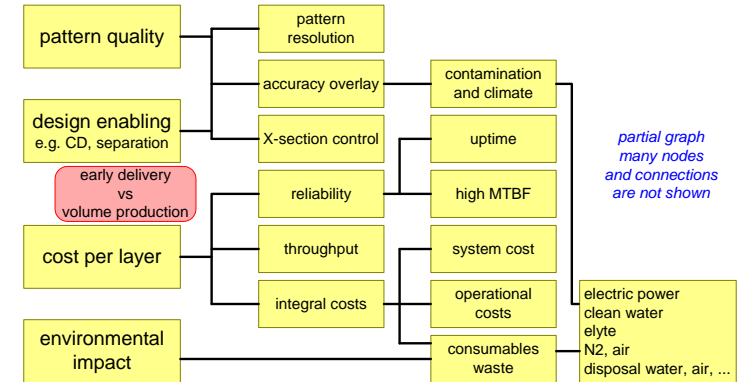 pattern quality
pattern
resolution
accuracy overlay
contamination
and climate
design enabling
e.g. CD, separation
X-section control
uptime
partial graph
many nodes
and connections
are not shown
early delivery
vs
volume production
reliability
high MTBF
cost per layer
throughput
system cost
integral costs
operational
costs
electric power
clean water
elyte
N2, air
disposal water, air, ...
environmental
impact
consumables
waste